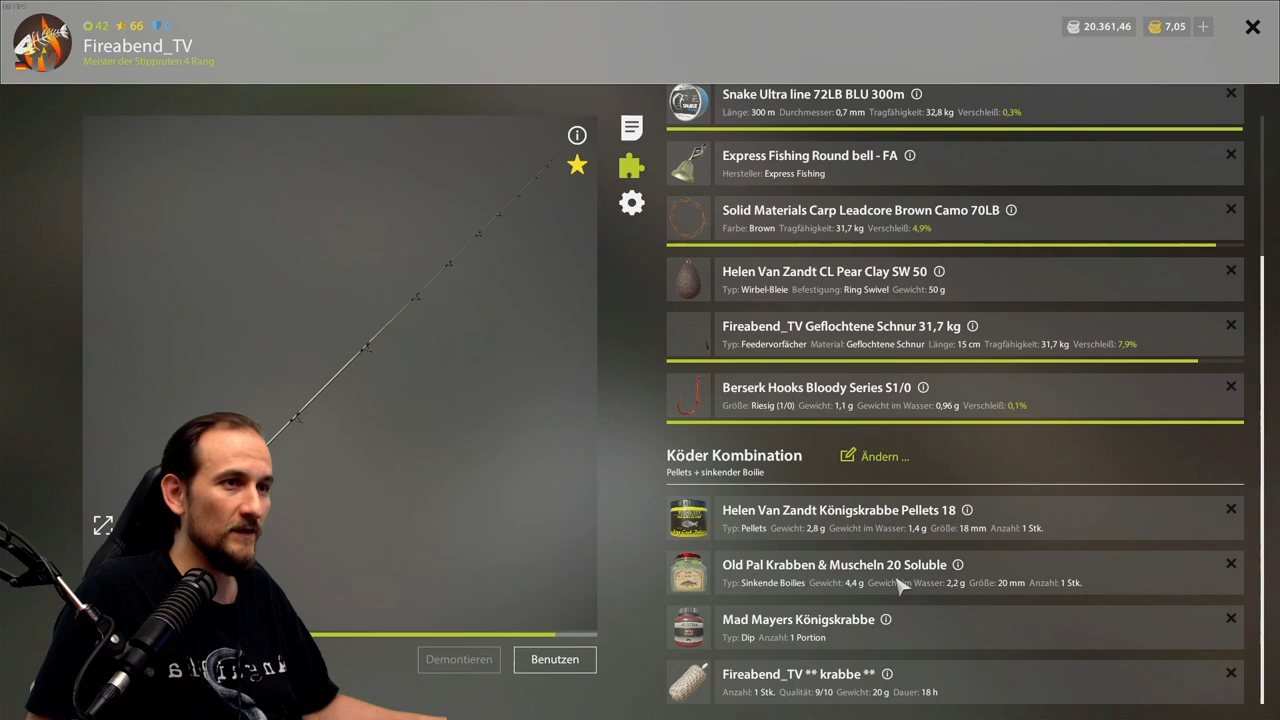 42 66
Fireabend_TV
Meister der Stippruten 4 Rang
20.361,46 7,05 +
Snake Ultra line 72LB BLU 300m
Länge: 300 m Durchmesser: 0,7 mm Tragfähigkeit: 32,8 kg Verschleiß: 0,3%
Express Fishing Round bell - FA
Hersteller: Express Fishing
Solid Materials Carp Leadcore Brown Camo 70LB
Farbe: Brown Tragfähigkeit: 31,7 kg Verschleiß: 4,9%
Helen Van Zandt CL Pear Clay SW 50
Typ: Wirbel-Bleie Befestigung: Ring Swivel Gewicht: 50 g
Fireabend_TV Geflochtene Schnur 31,7 kg
Typ: Feedervorfächer Material: Geflochtene Schnur Länge: 15 cm Tragfähigkeit: 31,7 kg Verschleiß: 7,9%
Berserk Hooks Bloody Series S1/0
Größe: Riesig (1/0) Gewicht: 1,1 g Gewicht im Wasser: 0,96 g Verschleiß: 0,1%
Köder Kombination Ändern ...
Pellets + sinkender Boilie
Helen Van Zandt Königskrabbe Pellets 18
Typ: Pellets Gewicht: 2,8 g Gewicht im Wasser: 1,4 g Größe: 18 mm Anzahl: 1 Stk.
Old Pal Krabben & Muscheln 20 Soluble
Typ: Sinkende Boilies Gewicht: 4,4 g Gewicht im Wasser: 2,2 g Größe: 20 mm Anzahl: 1 Stk.
Mad Mayers Königskrabbe
Typ: Dip Anzahl: 1 Portion
Fireabend_TV ** krabbe **
Anzahl: 1 Stk. Qualität: 9/10 Gewicht: 20 g Dauer: 18 h
Demontieren Benutzen